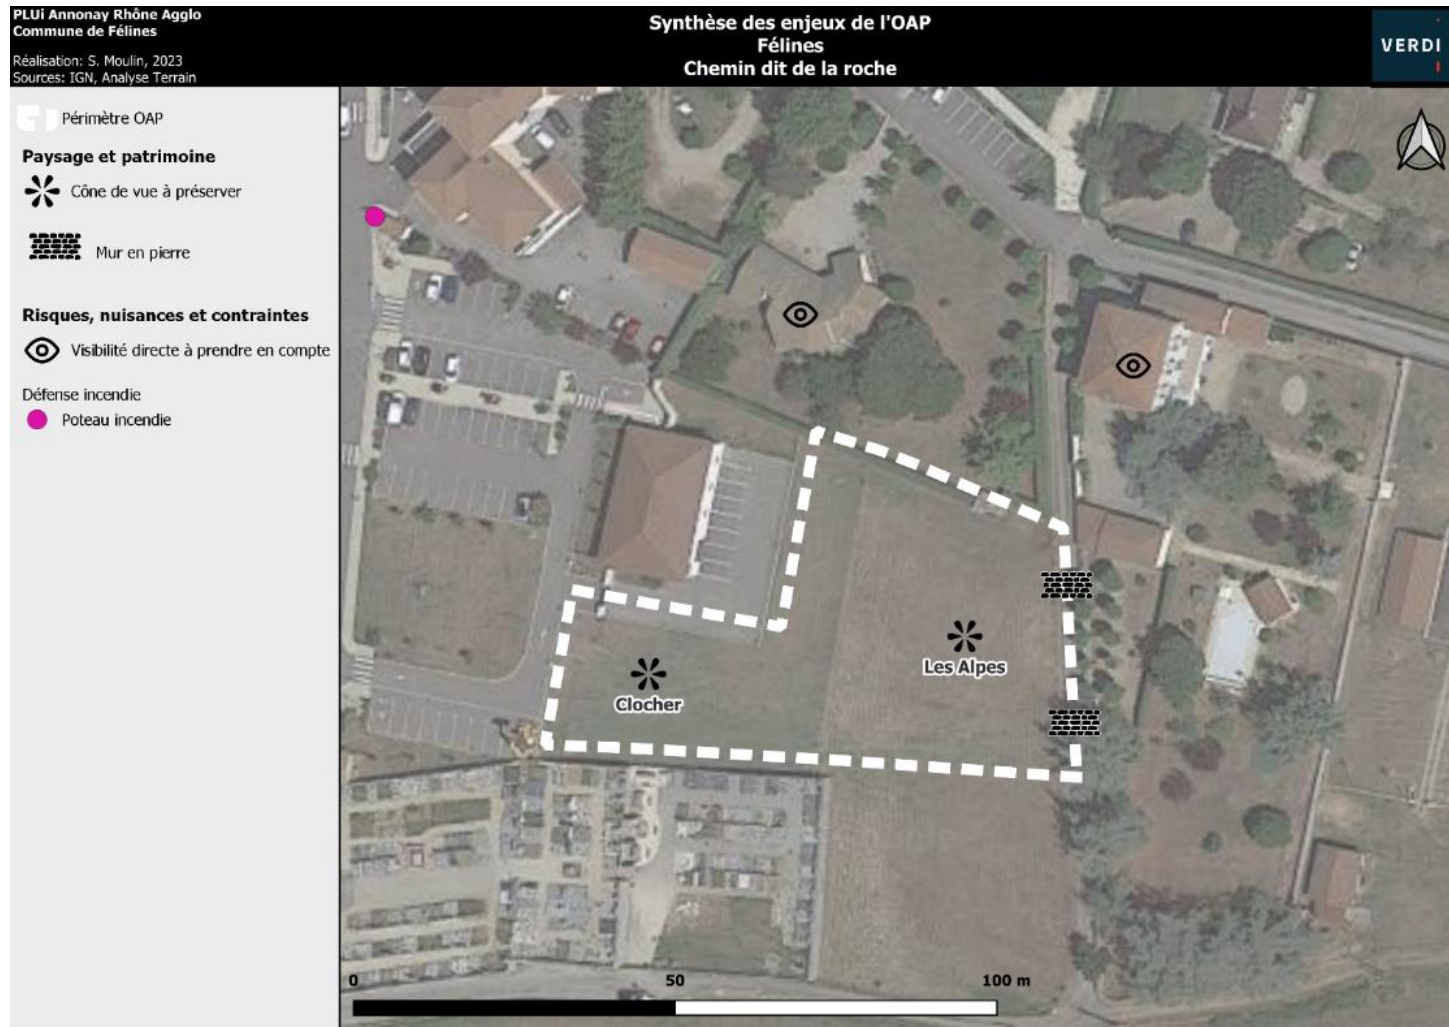 PLUi Annonay Rhône Agglo
Commune de Félines
Réalisation: S. Moulin, 2023
Sources: IGN, Analyse Terrain
Synthèse des enjeux de l'OAP
Félines
Chemin dit de la roche
VERDI
Périmètre OAP
Paysage et patrimoine
Cône de vue à préserver
Mur en pierre
Risques, nuisances et contraintes
Visibilité directe à prendre en compte
Défense incendie
Poteau incendie
Les Alpes
Clocher
0 50 100 m